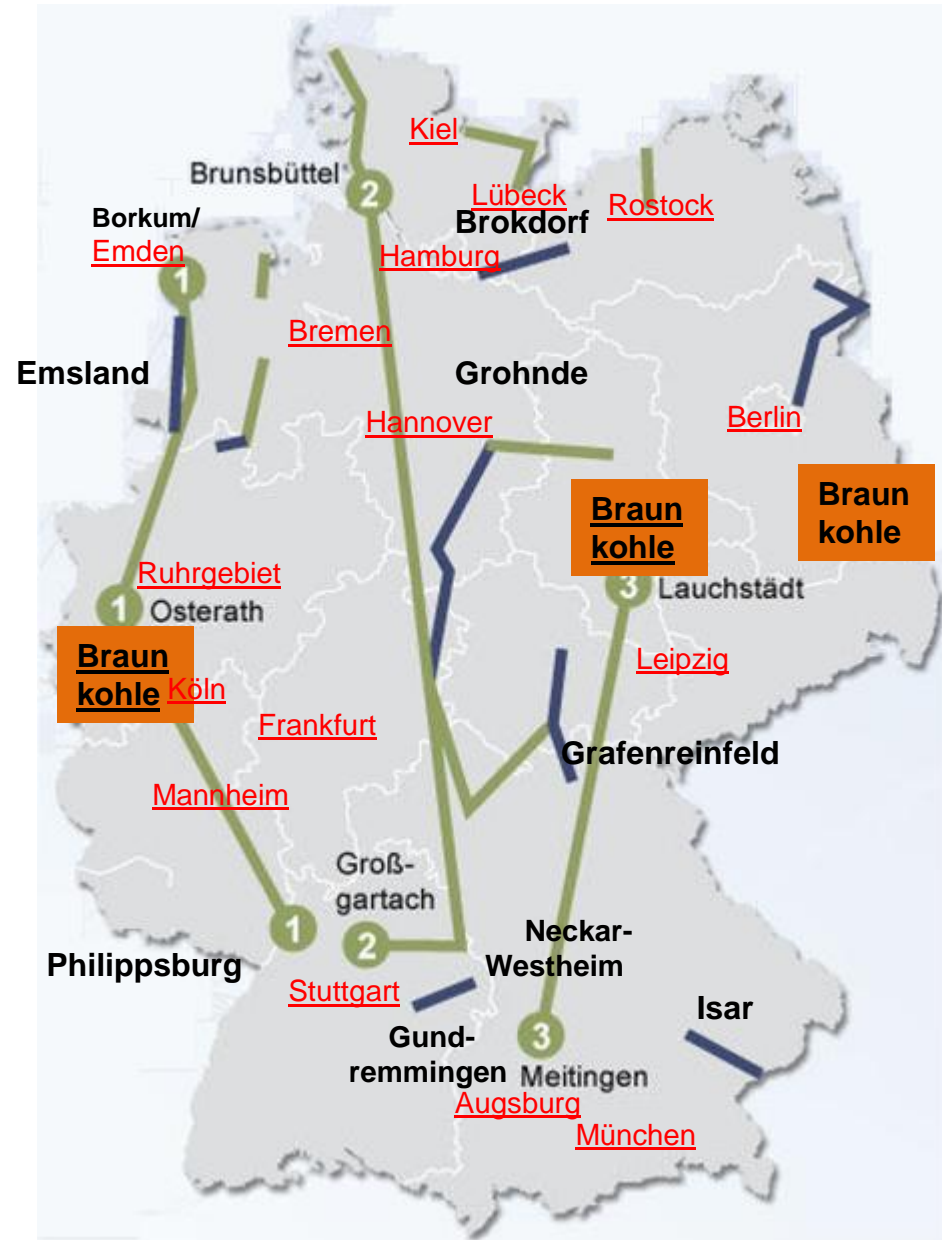 Kiel
Brunsbüttel
2
Lübeck
Rostock
Borkum/
Brokdorf
Emden
Hamburg
1
Bremen
Emsland
Grohnde
Berlin
Hannover
Braun
kohle
Braun
kohle
Ruhrgebiet
3
Lauchstädt
1
Osterath
Braun
kohle
Köln
Leipzig
Frankfurt
Grafenreinfeld
Mannheim
Groß-
gartach
1
2
Neckar-
Westheim
Philippsburg
Stuttgart
Isar
Gund-
remmingen
3
Meitingen
Augsburg
München